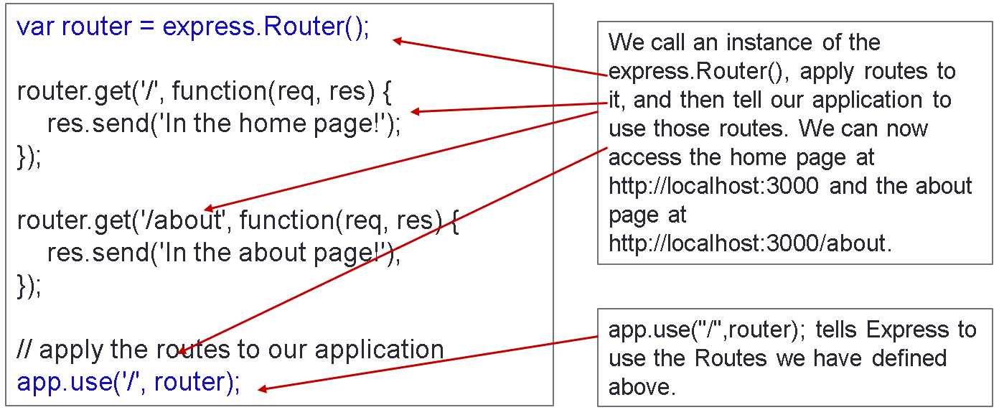 var router = express.Router();
router.get('/', function(req, res) {
res.send('In the home page!');
});
router.get('/about', function(req, res) {
res.send('In the about page!');
});
// apply the routes to our application
app.use('/', router);
We call an instance of the
express.Router(), apply routes to
it, and then tell our application to
use those routes. We can now
access the home page at
http://localhost:3000 and the about
page at
http://localhost:3000/about.
app.use("/",router); tells Express to
use the Routes we have defined
above.